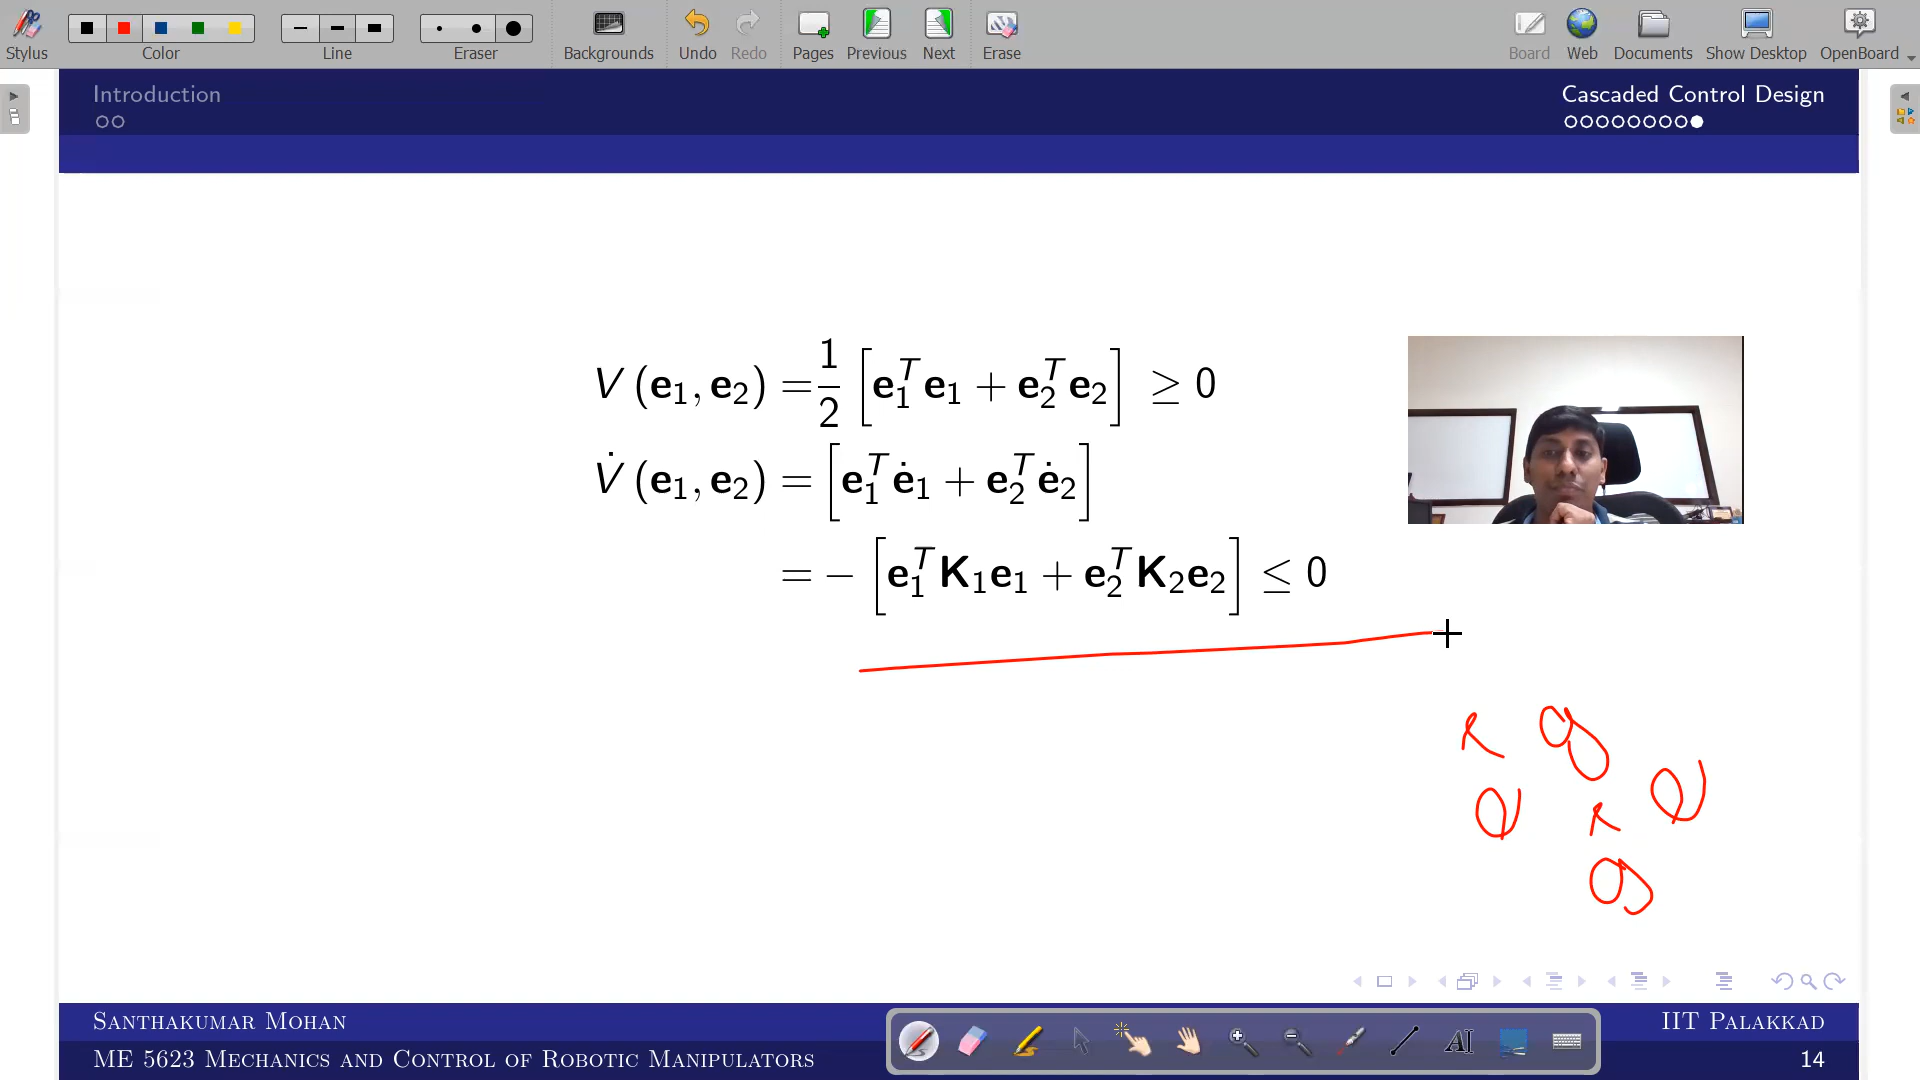 Stylus Color Line Eraser Backgrounds Undo Redo Pages Previous Next Erase Board Web Documents Show Desktop OpenBoard
Introduction Cascaded Control Design
V (e₁, e₂) = 1/2 [e₁ᵀe₁ + e₂ᵀe₂] ≥ 0
V̇ (e₁, e₂) = [e₁ᵀė₁ + e₂ᵀė₂]
= − [e₁ᵀK₁e₁ + e₂ᵀK₂e₂] ≤ 0
SANTHAKUMAR MOHAN IIT PALAKKAD
ME 5623 MECHANICS AND CONTROL OF ROBOTIC MANIPULATORS 14